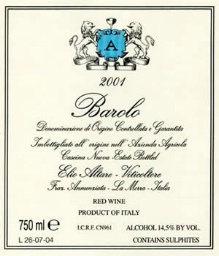 A
2001
Barolo
Denominazione di Origine Controllata e Garantita
Imbottigliato all'origine nell'Azienda Agricola
Cascina Nuova Estate Bottled
Elio Altare - Viticoltore
Fraz. Annunziata - La Morra - Italia
RED WINE
PRODUCT OF ITALY
750 ml e I.C.R.F. CN961 ALCOHOL 14,5% BY VOL.
L 26-07-04 CONTAINS SULPHITES